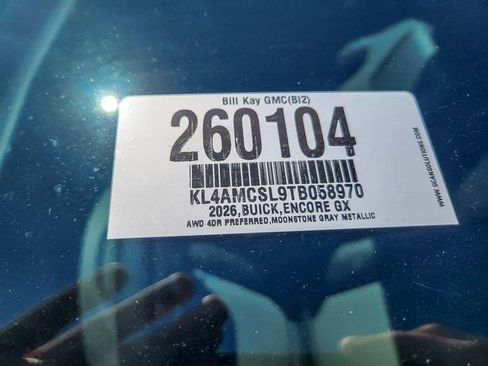 Bill Kay GMC(BI2)
260104
KL4AMCSL9TB058970
2026,BUICK,ENCORE GX
AWD 4DR PREFERRED,MOONSTONE GRAY METALLIC
WWW.SCANSOLUTIONS.COM